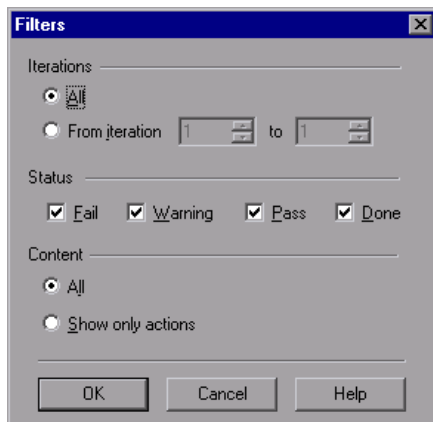 Filters
Iterations
All
From iteration 1 to 1
Status
Fail Warning Pass Done
Content
All
Show only actions
OK Cancel Help